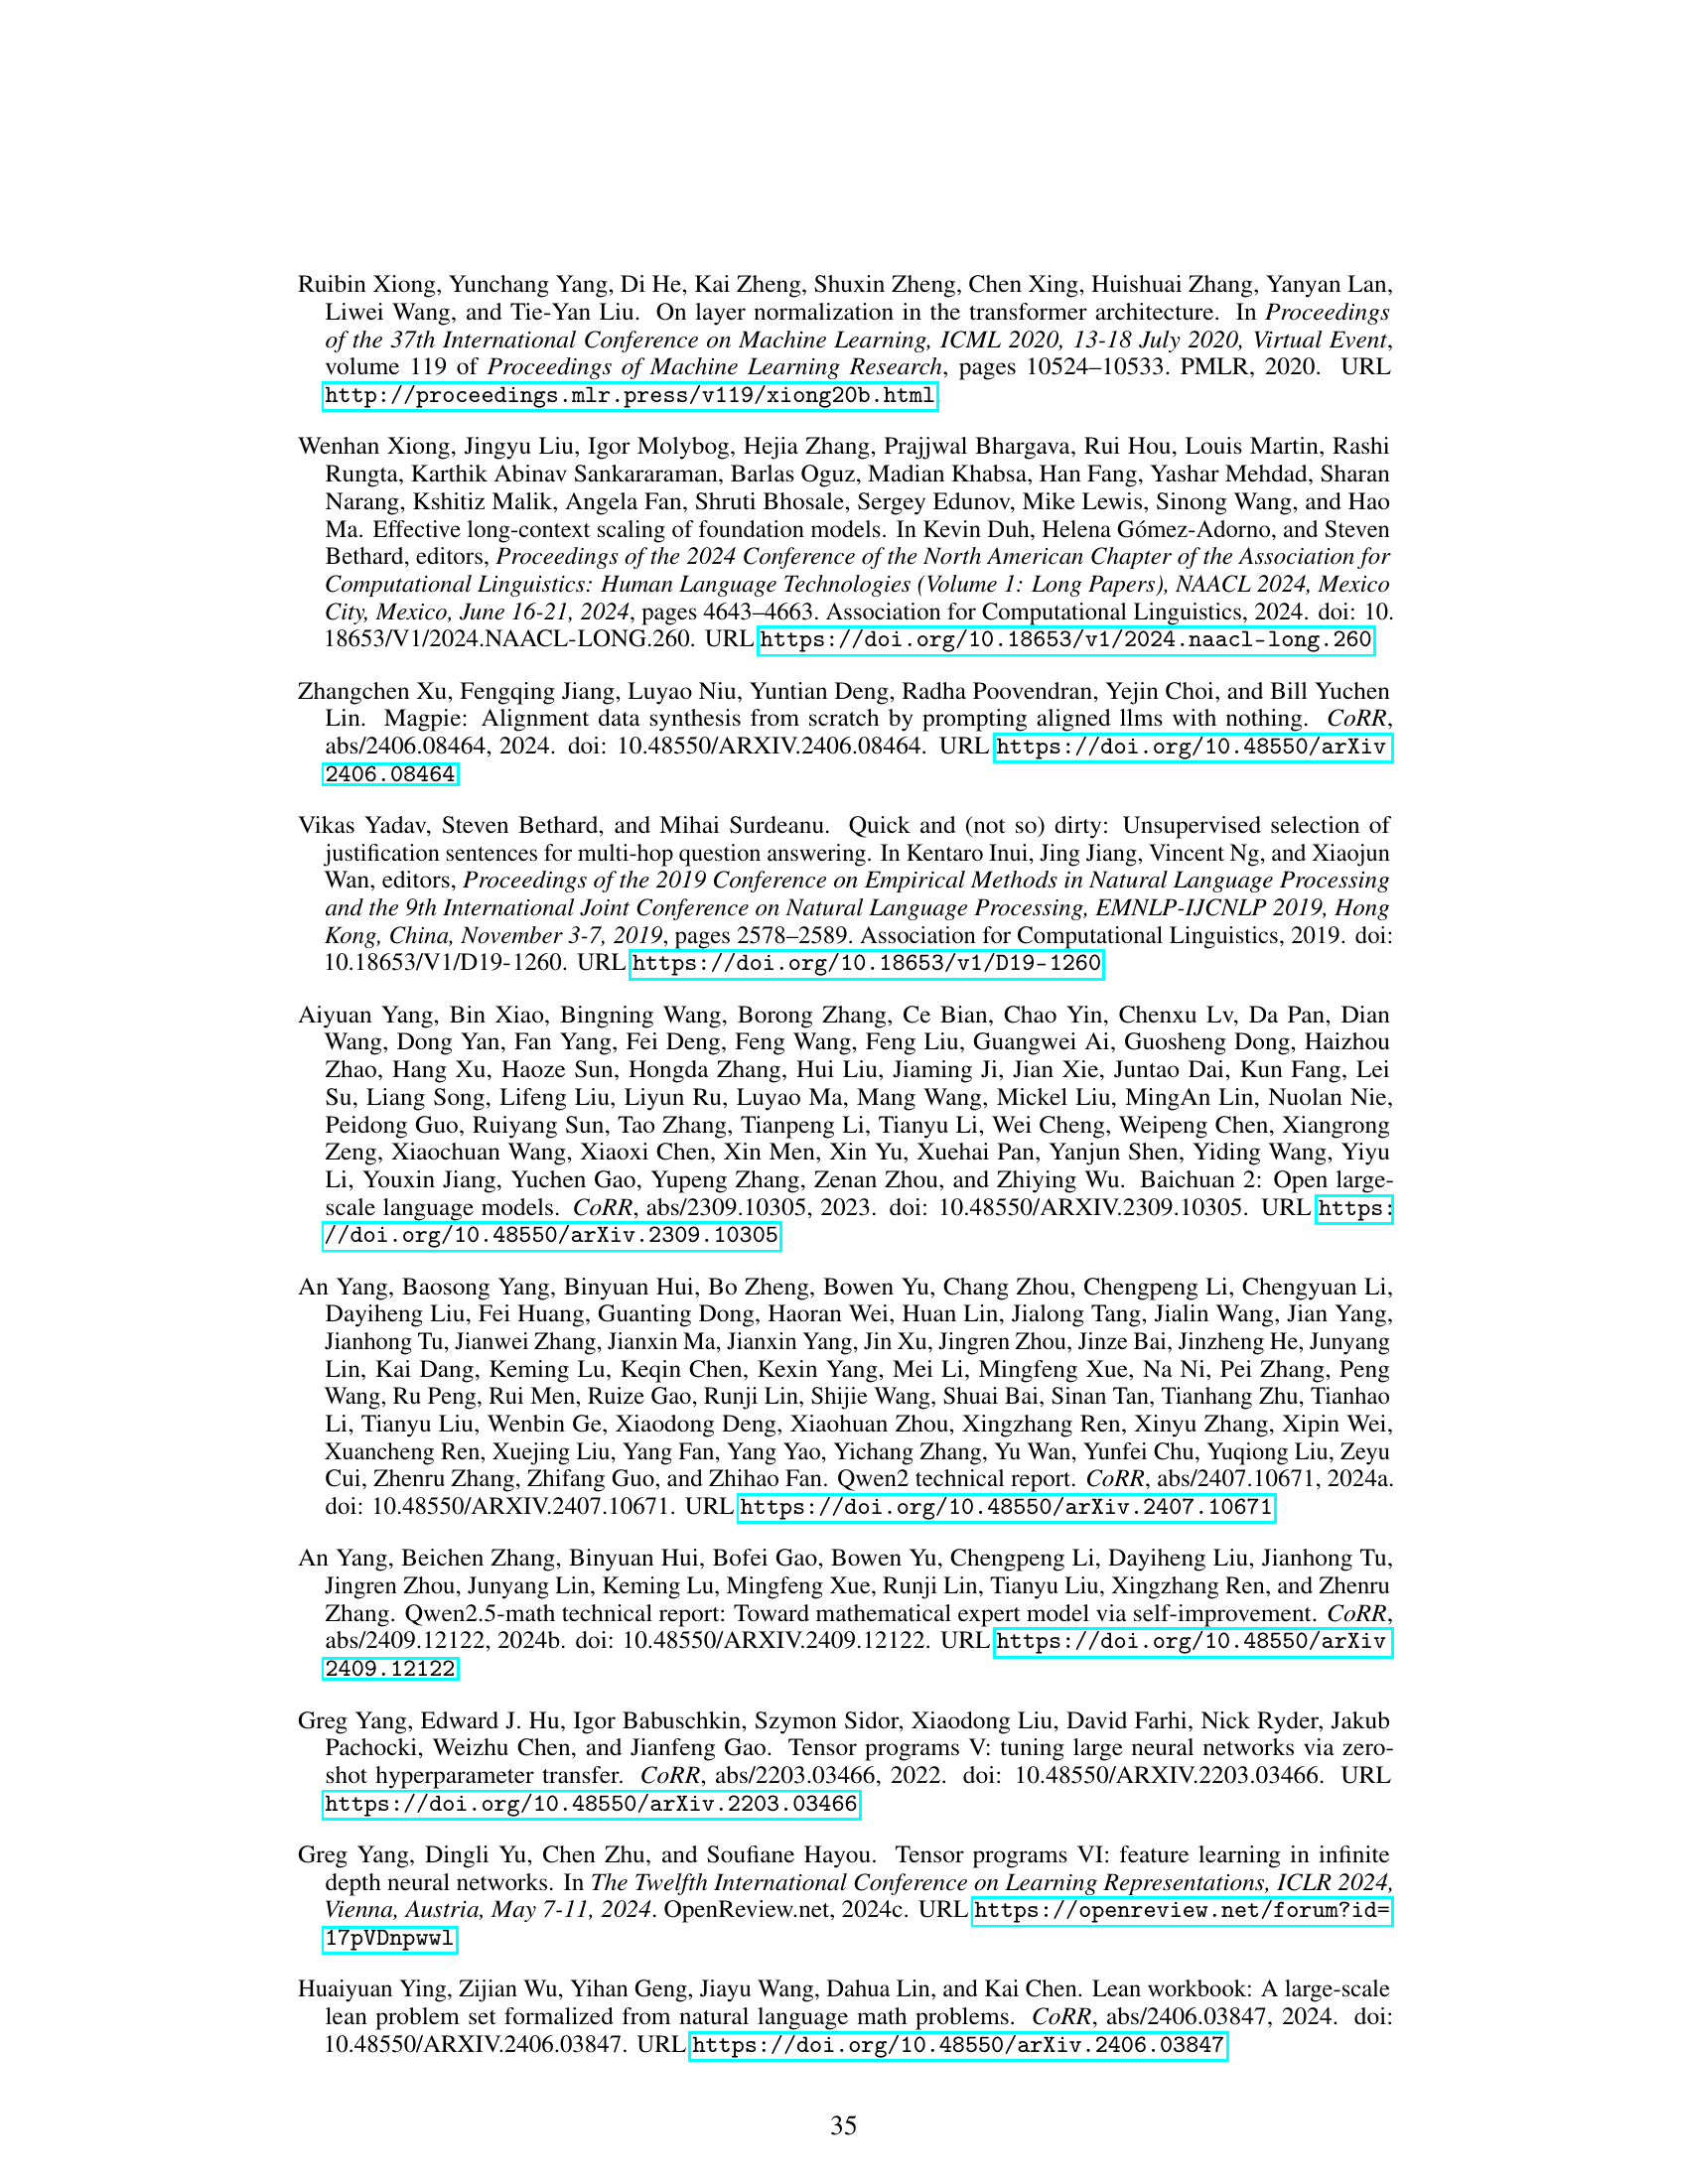 Ruibin Xiong, Yunchang Yang, Di He, Kai Zheng, Shuxin Zheng, Chen Xing, Huishuai Zhang, Yanyan Lan,
Liwei Wang, and Tie-Yan Liu. On layer normalization in the transformer architecture. In Proceedings
of the 37th International Conference on Machine Learning, ICML 2020, 13-18 July 2020, Virtual Event,
volume 119 of Proceedings of Machine Learning Research, pages 10524–10533. PMLR, 2020. URL
http://proceedings.mlr.press/v119/xiong20b.html
Wenhan Xiong, Jingyu Liu, Igor Molybog, Hejia Zhang, Prajjwal Bhargava, Rui Hou, Louis Martin, Rashi
Rungta, Karthik Abinav Sankararaman, Barlas Oguz, Madian Khabsa, Han Fang, Yashar Mehdad, Sharan
Narang, Kshitiz Malik, Angela Fan, Shruti Bhosale, Sergey Edunov, Mike Lewis, Sinong Wang, and Hao
Ma. Effective long-context scaling of foundation models. In Kevin Duh, Helena Gómez-Adorno, and Steven
Bethard, editors, Proceedings of the 2024 Conference of the North American Chapter of the Association for
Computational Linguistics: Human Language Technologies (Volume 1: Long Papers), NAACL 2024, Mexico
City, Mexico, June 16-21, 2024, pages 4643–4663. Association for Computational Linguistics, 2024. doi: 10.
18653/V1/2024.NAACL-LONG.260. URL https://doi.org/10.18653/v1/2024.naacl-long.260
Zhangchen Xu, Fengqing Jiang, Luyao Niu, Yuntian Deng, Radha Poovendran, Yejin Choi, and Bill Yuchen
Lin. Magpie: Alignment data synthesis from scratch by prompting aligned llms with nothing. CoRR,
abs/2406.08464, 2024. doi: 10.48550/ARXIV.2406.08464. URL https://doi.org/10.48550/arXiv
2406.08464
Vikas Yadav, Steven Bethard, and Mihai Surdeanu. Quick and (not so) dirty: Unsupervised selection of
justification sentences for multi-hop question answering. In Kentaro Inui, Jing Jiang, Vincent Ng, and Xiaojun
Wan, editors, Proceedings of the 2019 Conference on Empirical Methods in Natural Language Processing
and the 9th International Joint Conference on Natural Language Processing, EMNLP-IJCNLP 2019, Hong
Kong, China, November 3-7, 2019, pages 2578–2589. Association for Computational Linguistics, 2019. doi:
10.18653/V1/D19-1260. URL https://doi.org/10.18653/v1/D19-1260
Aiyuan Yang, Bin Xiao, Bingning Wang, Borong Zhang, Ce Bian, Chao Yin, Chenxu Lv, Da Pan, Dian
Wang, Dong Yan, Fan Yang, Fei Deng, Feng Wang, Feng Liu, Guangwei Ai, Guosheng Dong, Haizhou
Zhao, Hang Xu, Haoze Sun, Hongda Zhang, Hui Liu, Jiaming Ji, Jian Xie, Juntao Dai, Kun Fang, Lei
Su, Liang Song, Lifeng Liu, Liyun Ru, Luyao Ma, Mang Wang, Mickel Liu, MingAn Lin, Nuolan Nie,
Peidong Guo, Ruiyang Sun, Tao Zhang, Tianpeng Li, Tianyu Li, Wei Cheng, Weipeng Chen, Xiangrong
Zeng, Xiaochuan Wang, Xiaoxi Chen, Xin Men, Xin Yu, Xuehai Pan, Yanjun Shen, Yiding Wang, Yiyu
Li, Youxin Jiang, Yuchen Gao, Yupeng Zhang, Zenan Zhou, and Zhiying Wu. Baichuan 2: Open large-
scale language models. CoRR, abs/2309.10305, 2023. doi: 10.48550/ARXIV.2309.10305. URL https:
//doi.org/10.48550/arXiv.2309.10305
An Yang, Baosong Yang, Binyuan Hui, Bo Zheng, Bowen Yu, Chang Zhou, Chengpeng Li, Chengyuan Li,
Dayiheng Liu, Fei Huang, Guanting Dong, Haoran Wei, Huan Lin, Jialong Tang, Jialin Wang, Jian Yang,
Jianhong Tu, Jianwei Zhang, Jianxin Ma, Jianxin Yang, Jin Xu, Jingren Zhou, Jinze Bai, Jinzheng He, Junyang
Lin, Kai Dang, Keming Lu, Keqin Chen, Kexin Yang, Mei Li, Mingfeng Xue, Na Ni, Pei Zhang, Peng
Wang, Ru Peng, Rui Men, Ruize Gao, Runji Lin, Shijie Wang, Shuai Bai, Sinan Tan, Tianhang Zhu, Tianhao
Li, Tianyu Liu, Wenbin Ge, Xiaodong Deng, Xiaohuan Zhou, Xingzhang Ren, Xinyu Zhang, Xipin Wei,
Xuancheng Ren, Xuejing Liu, Yang Fan, Yang Yao, Yichang Zhang, Yu Wan, Yunfei Chu, Yuqiong Liu, Zeyu
Cui, Zhenru Zhang, Zhifang Guo, and Zhihao Fan. Qwen2 technical report. CoRR, abs/2407.10671, 2024a.
doi: 10.48550/ARXIV.2407.10671. URL https://doi.org/10.48550/arXiv.2407.10671
An Yang, Beichen Zhang, Binyuan Hui, Bofei Gao, Bowen Yu, Chengpeng Li, Dayiheng Liu, Jianhong Tu,
Jingren Zhou, Junyang Lin, Keming Lu, Mingfeng Xue, Runji Lin, Tianyu Liu, Xingzhang Ren, and Zhenru
Zhang. Qwen2.5-math technical report: Toward mathematical expert model via self-improvement. CoRR,
abs/2409.12122, 2024b. doi: 10.48550/ARXIV.2409.12122. URL https://doi.org/10.48550/arXiv
2409.12122
Greg Yang, Edward J. Hu, Igor Babuschkin, Szymon Sidor, Xiaodong Liu, David Farhi, Nick Ryder, Jakub
Pachocki, Weizhu Chen, and Jianfeng Gao. Tensor programs V: tuning large neural networks via zero-
shot hyperparameter transfer. CoRR, abs/2203.03466, 2022. doi: 10.48550/ARXIV.2203.03466. URL
https://doi.org/10.48550/arXiv.2203.03466
Greg Yang, Dingli Yu, Chen Zhu, and Soufiane Hayou. Tensor programs VI: feature learning in infinite
depth neural networks. In The Twelfth International Conference on Learning Representations, ICLR 2024,
Vienna, Austria, May 7-11, 2024. OpenReview.net, 2024c. URL https://openreview.net/forum?id=
17pVDnpwwl
Huaiyuan Ying, Zijian Wu, Yihan Geng, Jiayu Wang, Dahua Lin, and Kai Chen. Lean workbook: A large-scale
lean problem set formalized from natural language math problems. CoRR, abs/2406.03847, 2024. doi:
10.48550/ARXIV.2406.03847. URL https://doi.org/10.48550/arXiv.2406.03847
35